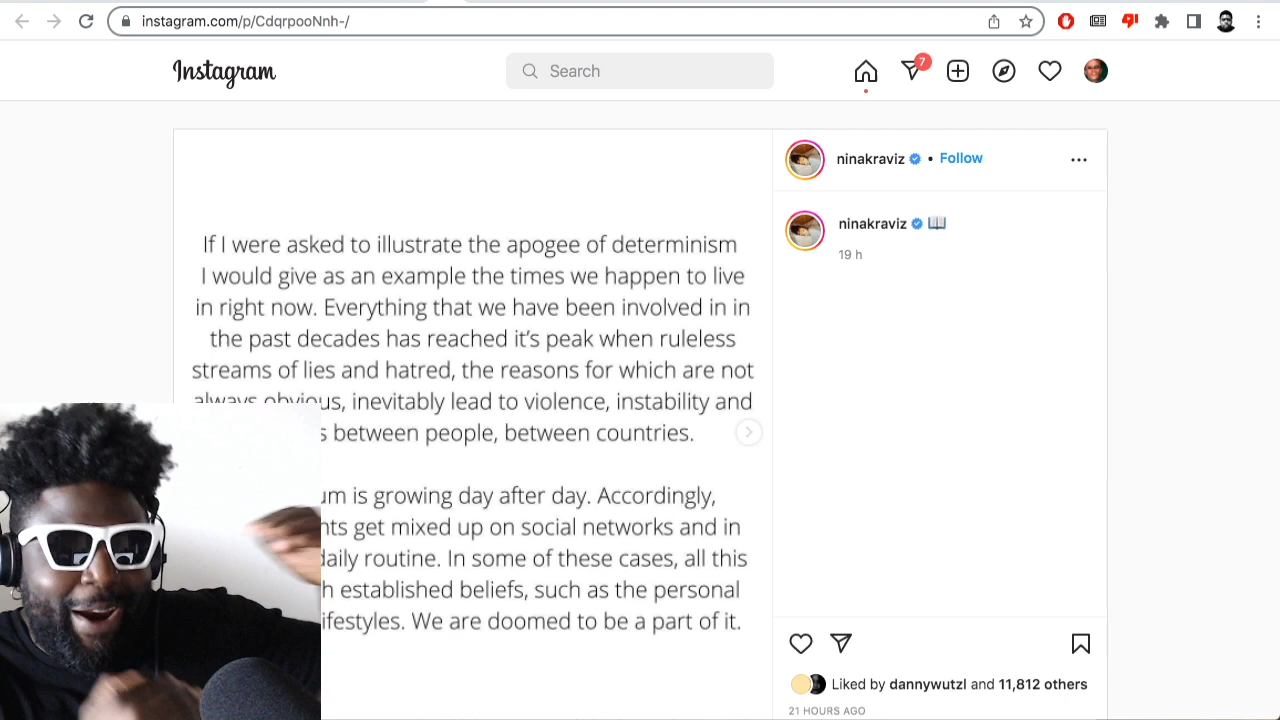 instagram.com/p/CdqrpooNnh-/
Instagram
Search
7
If I were asked to illustrate the apogee of determinism
I would give as an example the times we happen to live
in right now. Everything that we have been involved in in
the past decades has reached it's peak when ruleless
streams of lies and hatred, the reasons for which are not
always obvious, inevitably lead to violence, instability and
between people, between countries.
is growing day after day. Accordingly,
get mixed up on social networks and in
daily routine. In some of these cases, all this
established beliefs, such as the personal
lifestyles. We are doomed to be a part of it.
ninakraviz • Follow
ninakraviz
19 h
Liked by dannywutzl and 11,812 others
21 HOURS AGO